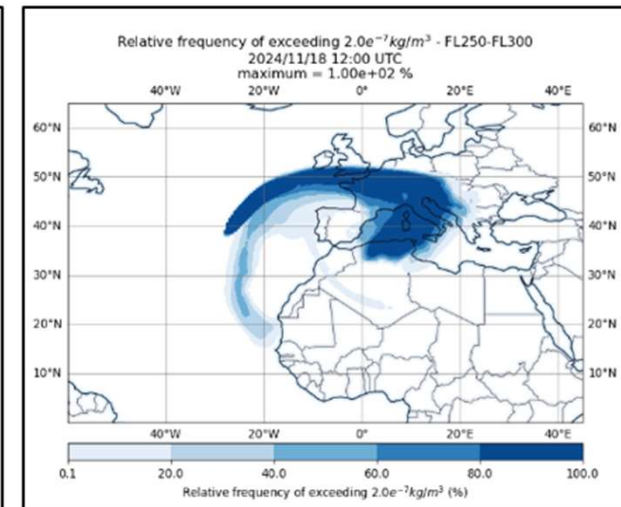 Relative frequency of exceeding 2.0e⁻⁷kg/m³ - FL250-FL300
2024/11/18 12:00 UTC
maximum = 1.00e+02 %
40°W 20°W 0° 20°E 40°E
60°N 60°N
50°N 50°N
40°N 40°N
30°N 30°N
20°N 20°N
10°N 10°N
40°W 20°W 0° 20°E 40°E
0.1 20.0 40.0 60.0 80.0 100.0
Relative frequency of exceeding 2.0e⁻⁷kg/m³ (%)